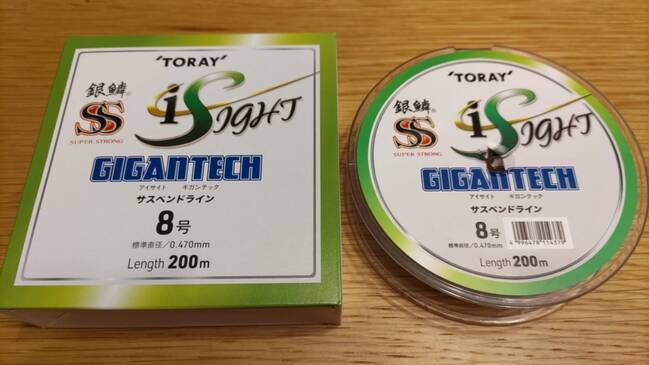 'TORAY'
銀鱗®
SS
SUPER STRONG
iSIGHT
GIGANTECH
アイサイト ギガンテック
サスペンドライン
8号
標準直径/0.470mm
Length 200m
'TORAY'
銀鱗®
SS
SUPER STRONG
iSIGHT
GIGANTECH
アイサイト ギガンテック
サスペンドライン
8号
標準直径/0.470mm
4 996478 114379
Length 200m